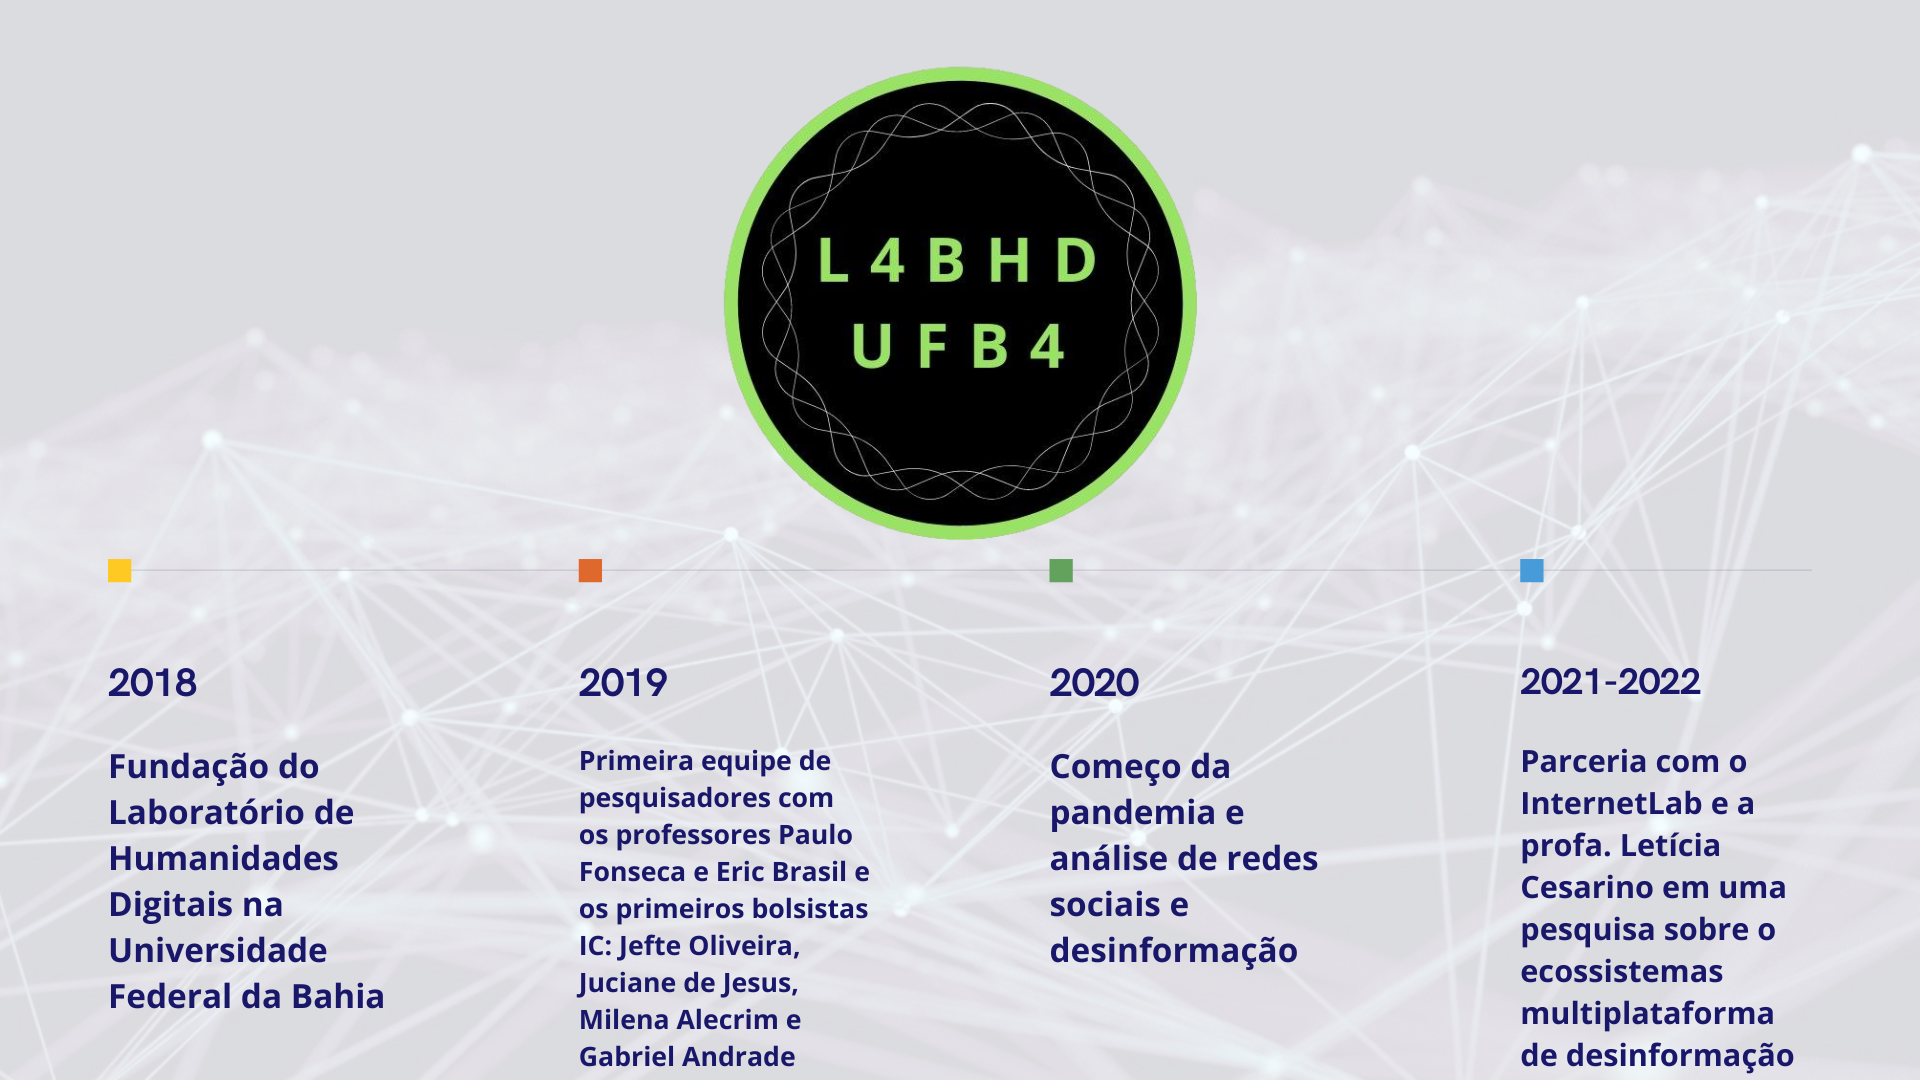 L4BHD
UFB4
2018
Fundação do
Laboratório de
Humanidades
Digitais na
Universidade
Federal da Bahia
2019
Primeira equipe de
pesquisadores com
os professores Paulo
Fonseca e Eric Brasil e
os primeiros bolsistas
IC: Jefte Oliveira,
Juciane de Jesus,
Milena Alecrim e
Gabriel Andrade
2020
Começo da
pandemia e
análise de redes
sociais e
desinformação
2021-2022
Parceria com o
InternetLab e a
profa. Letícia
Cesarino em uma
pesquisa sobre o
ecossistemas
multiplataforma
de desinformação